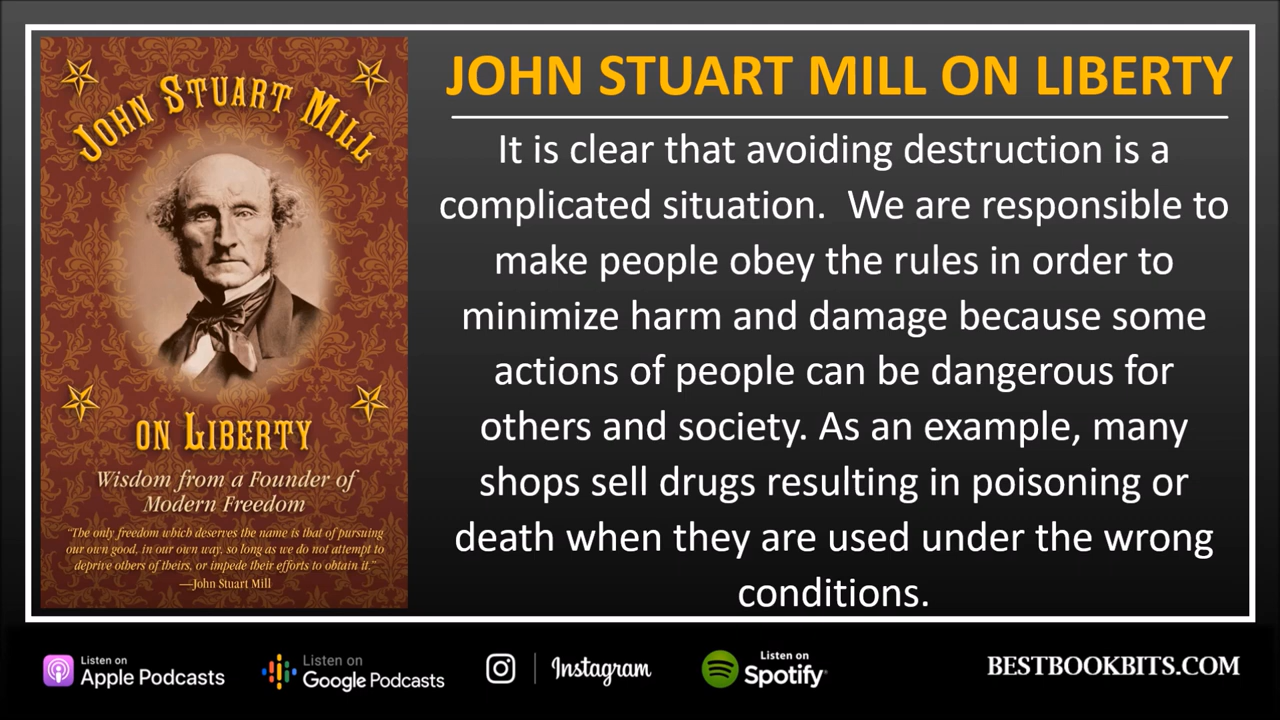 JOHN STUART MILL
ON LIBERTY
Wisdom from a Founder of
Modern Freedom
"The only freedom which deserves the name is that of pursuing
our own good, in our own way, so long as we do not attempt to
deprive others of theirs, or impede their efforts to obtain it."
—John Stuart Mill
JOHN STUART MILL ON LIBERTY
It is clear that avoiding destruction is a
complicated situation.  We are responsible to
make people obey the rules in order to
minimize harm and damage because some
actions of people can be dangerous for
others and society. As an example, many
shops sell drugs resulting in poisoning or
death when they are used under the wrong
conditions.
Listen on
Apple Podcasts
Listen on
Google Podcasts
Instagram
Listen on
Spotify
BESTBOOKBITS.COM